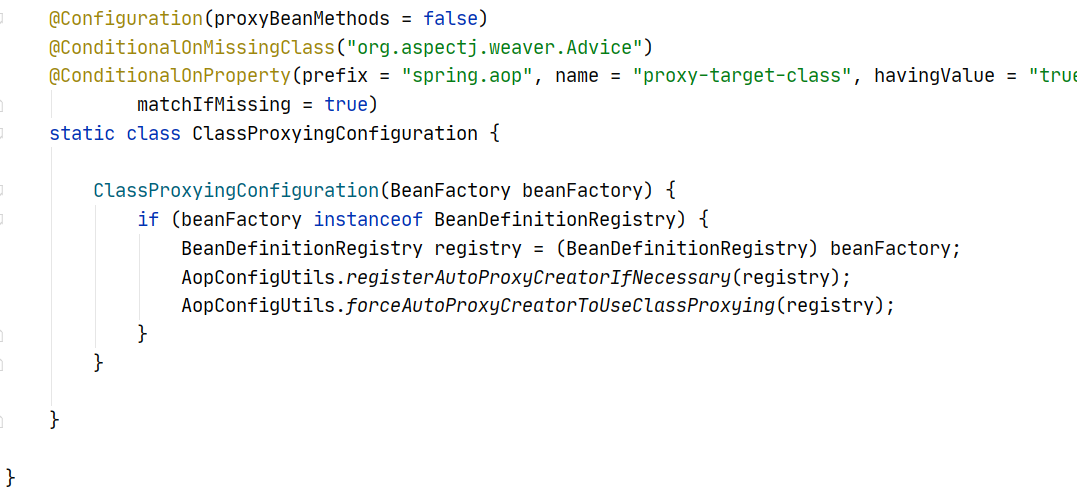 @Configuration(proxyBeanMethods = false)
@ConditionalOnMissingClass("org.aspectj.weaver.Advice")
@ConditionalOnProperty(prefix = "spring.aop", name = "proxy-target-class", havingValue = "true
matchIfMissing = true)
static class ClassProxyingConfiguration {
ClassProxyingConfiguration(BeanFactory beanFactory) {
if (beanFactory instanceof BeanDefinitionRegistry) {
BeanDefinitionRegistry registry = (BeanDefinitionRegistry) beanFactory;
AopConfigUtils.registerAutoProxyCreatorIfNecessary(registry);
AopConfigUtils.forceAutoProxyCreatorToUseClassProxying(registry);
}
}
}
}